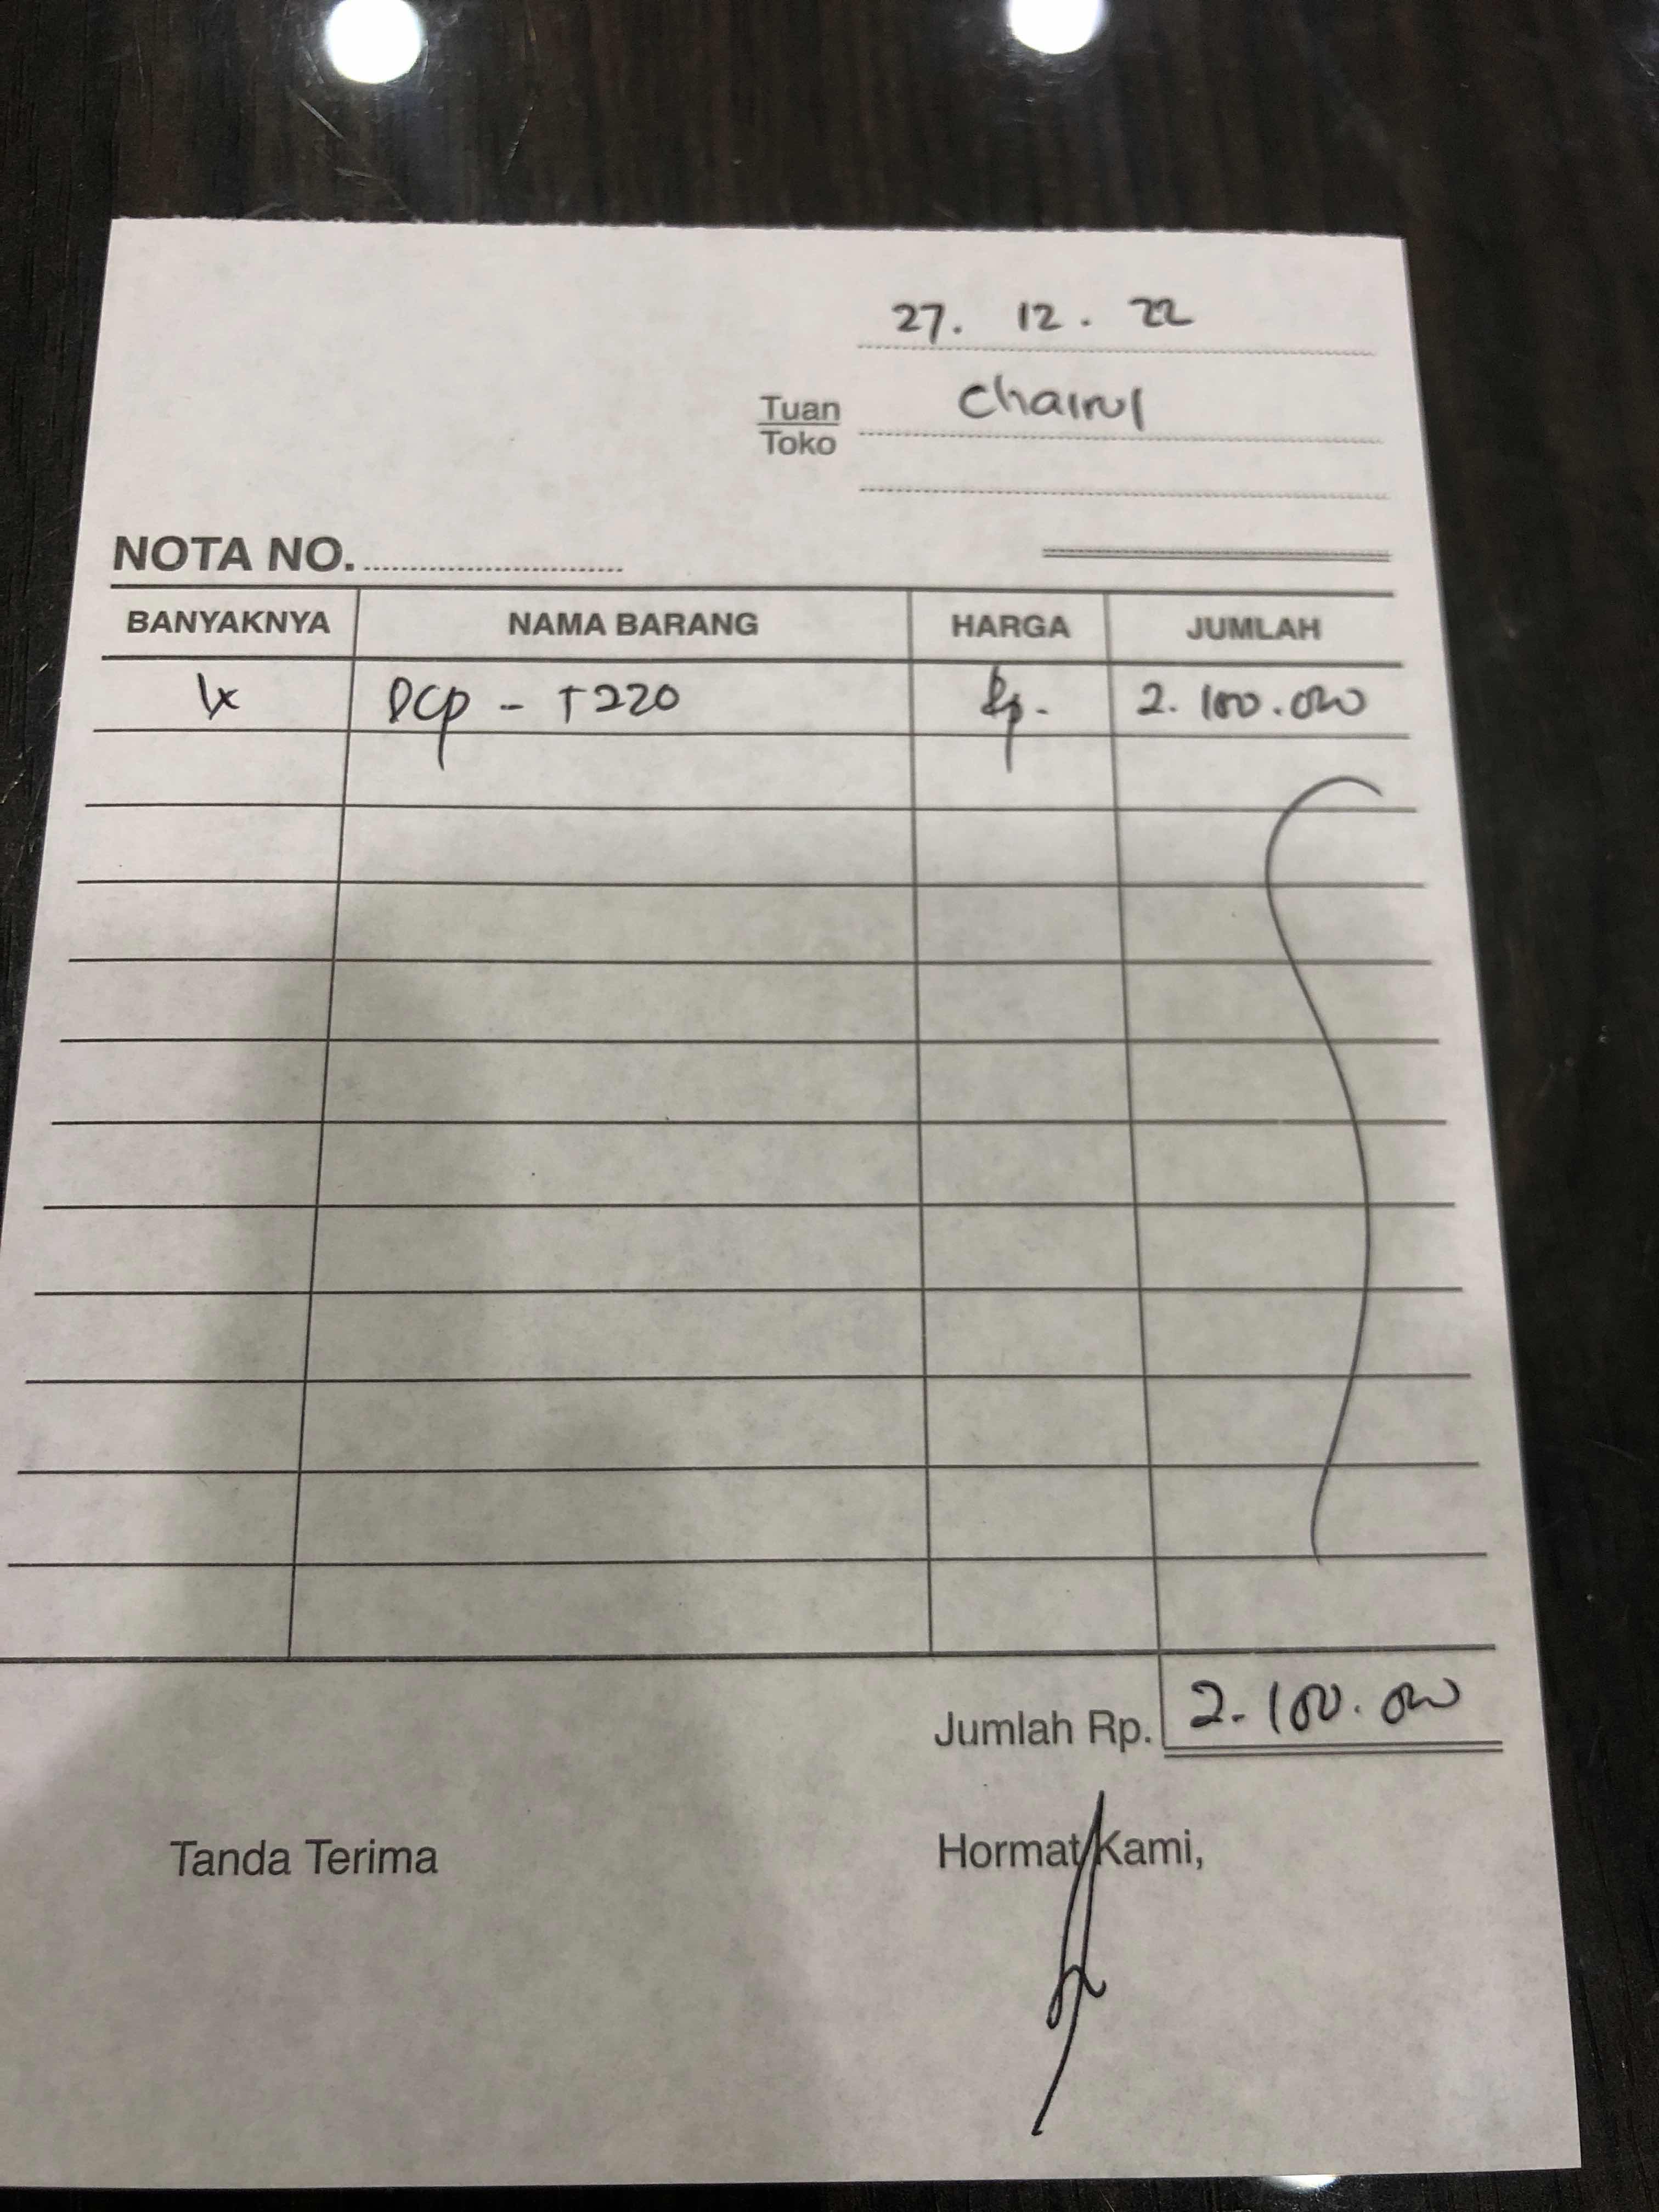 27. 12. 22
Tuan
Toko
Chairul
NOTA NO.
BANYAKNYA NAMA BARANG HARGA JUMLAH
1x DCP - T220 Rp. 2.100.000
Jumlah Rp. 2.100.000
Tanda Terima Hormat Kami,